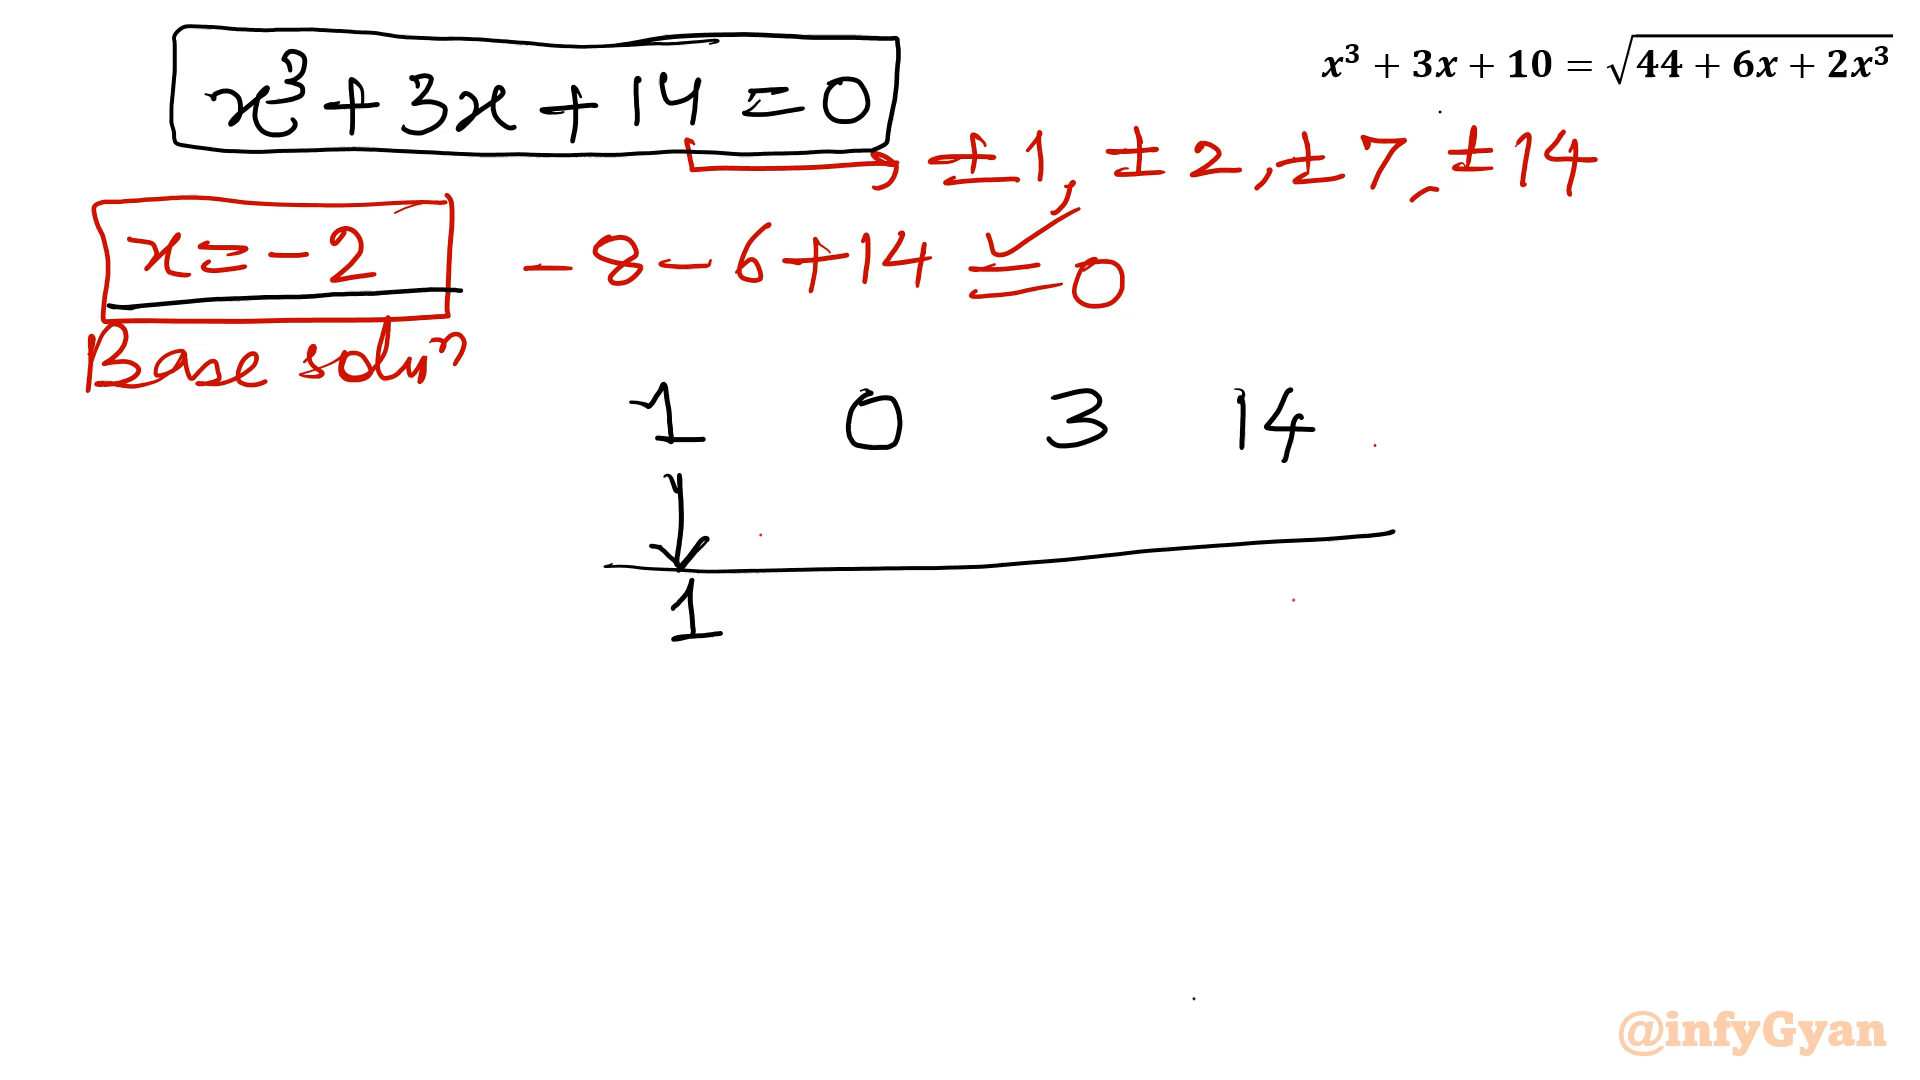 x³ + 3x + 14 = 0
x³ + 3x + 10 = √44 + 6x + 2x³
± 1, ± 2, ± 7, ± 14
x = - 2
- 8 - 6 + 14 = 0
Base soluⁿ
1 0 3 14
1
@infyGyan